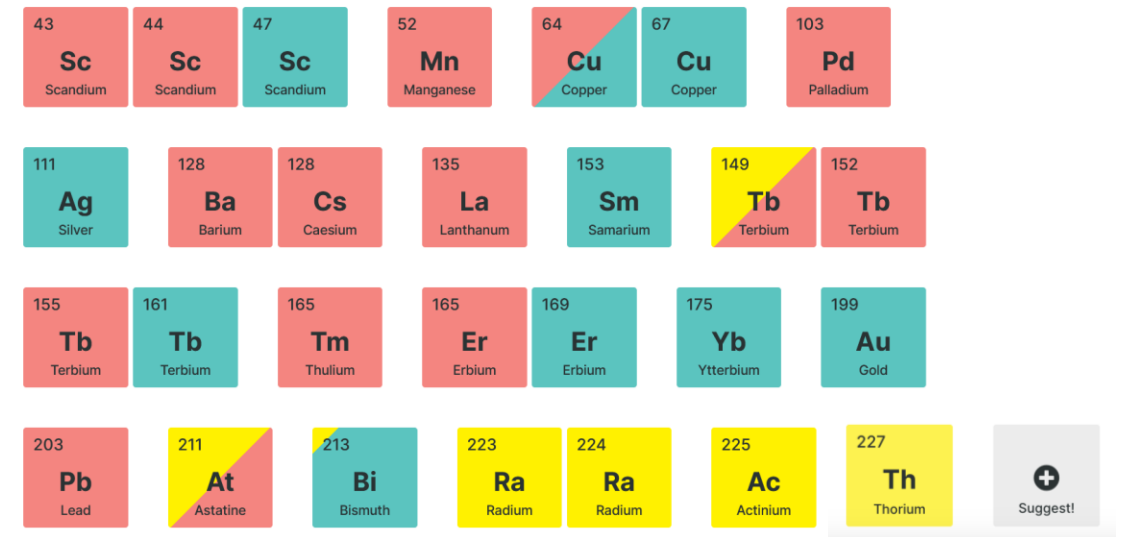 43 44 47 52 64 67 103
Sc Sc Sc Mn Cu Cu Pd
Scandium Scandium Scandium Manganese Copper Copper Palladium
111 128 128 135 153 149 152
Ag Ba Cs La Sm Tb Tb
Silver Barium Caesium Lanthanum Samarium Terbium Terbium
155 161 165 165 169 175 199
Tb Tb Tm Er Er Yb Au
Terbium Terbium Thulium Erbium Erbium Ytterbium Gold
203 211 213 223 224 225 227
Pb At Bi Ra Ra Ac Th
Lead Astatine Bismuth Radium Radium Actinium Thorium Suggest!